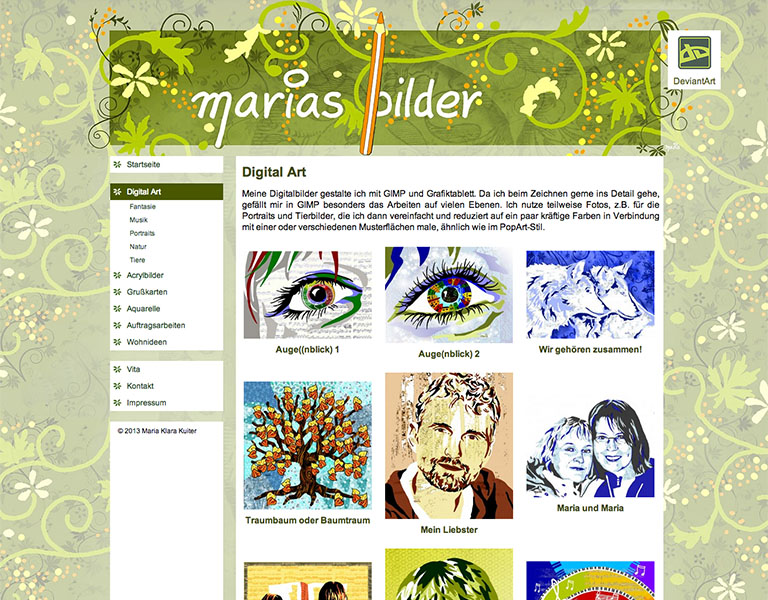 marias bilder
DeviantArt
Startseite
Digital Art
Fantasie
Musik
Portraits
Natur
Tiere
Acrylbilder
Grußkarten
Aquarelle
Auftragsarbeiten
Wohnideen
Vita
Kontakt
Impressum
© 2013 Maria Klara Kuiter
Digital Art
Meine Digitalbilder gestalte ich mit GIMP und Grafiktablett. Da ich beim Zeichnen gerne ins Detail gehe,
gefällt mir in GIMP besonders das Arbeiten auf vielen Ebenen. Ich nutze teilweise Fotos, z.B. für die
Portraits und Tierbilder, die ich dann vereinfacht und reduziert auf ein paar kräftige Farben in Verbindung
mit einer oder verschiedenen Musterflächen male, ähnlich wie im PopArt-Stil.
Auge((nblick) 1
Auge(nblick) 2
Wir gehören zusammen!
Traumbaum oder Baumtraum
Mein Liebster
Maria und Maria